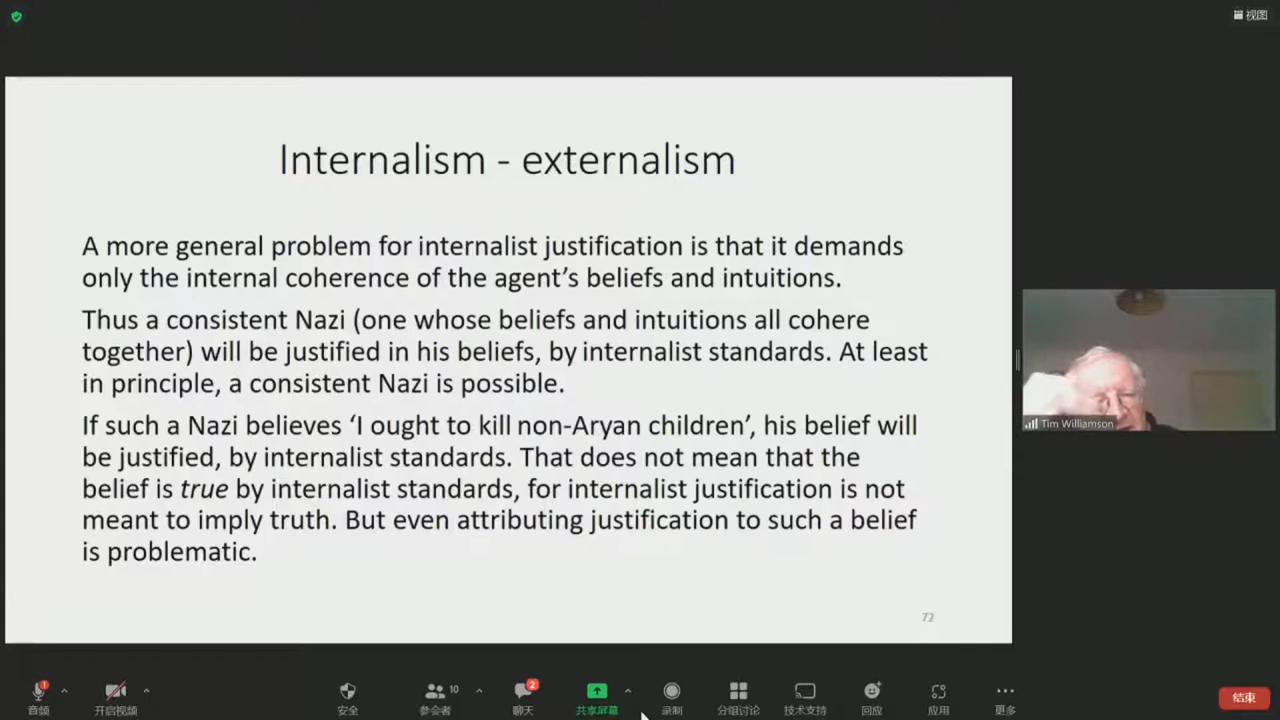 视图
Internalism - externalism
A more general problem for internalist justification is that it demands
only the internal coherence of the agent's beliefs and intuitions.
Thus a consistent Nazi (one whose beliefs and intuitions all cohere
together) will be justified in his beliefs, by internalist standards. At least
in principle, a consistent Nazi is possible.
If such a Nazi believes 'I ought to kill non-Aryan children', his belief will
be justified, by internalist standards. That does not mean that the
belief is true by internalist standards, for internalist justification is not
meant to imply truth. But even attributing justification to such a belief
is problematic.
72
Tim Williamson
音频 开启视频 安全 参会者 10 聊天 2 共享屏幕 录制 分组讨论 技术支持 回应 应用 更多 结束